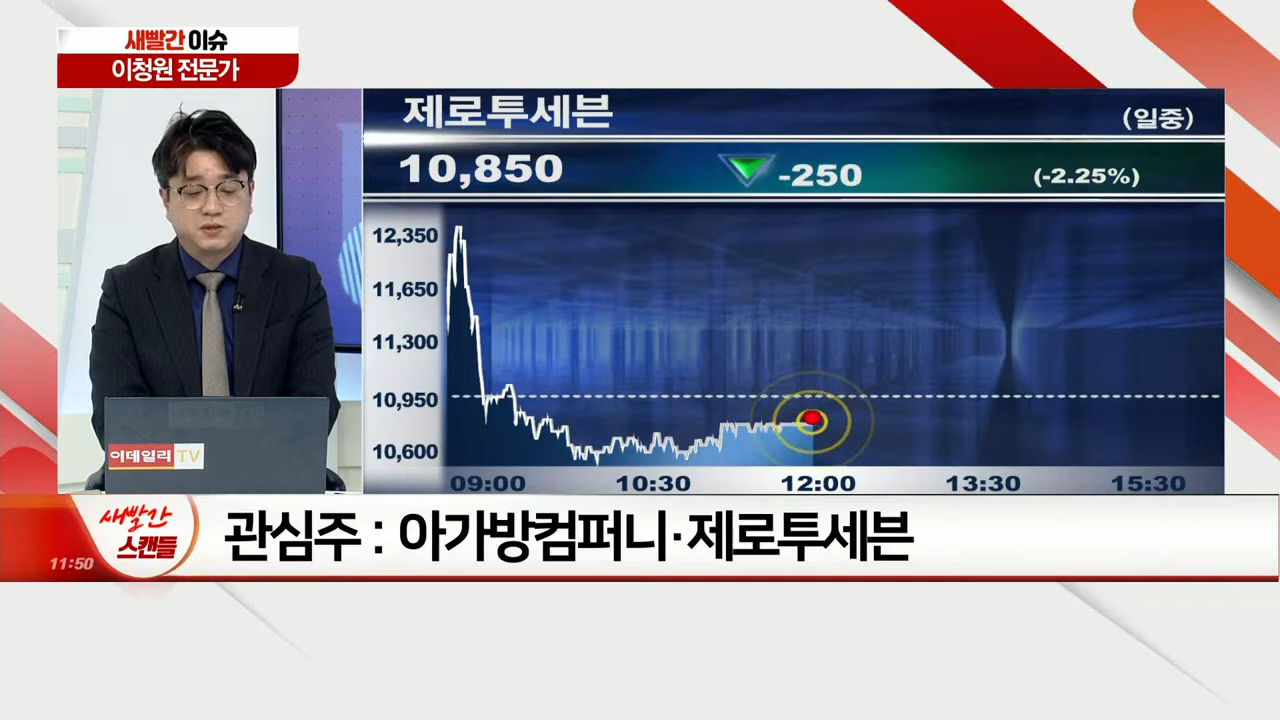 새빨간 이슈
이청원 전문가
제로투세븐 (일중)
10,850 -250 (-2.25%)
12,350
11,650
11,300
10,950
10,600
09:00 10:30 12:00 13:30 15:30
이데일리 TV
새빨간
스캔들
11:50
관심주 : 아가방컴퍼니·제로투세븐